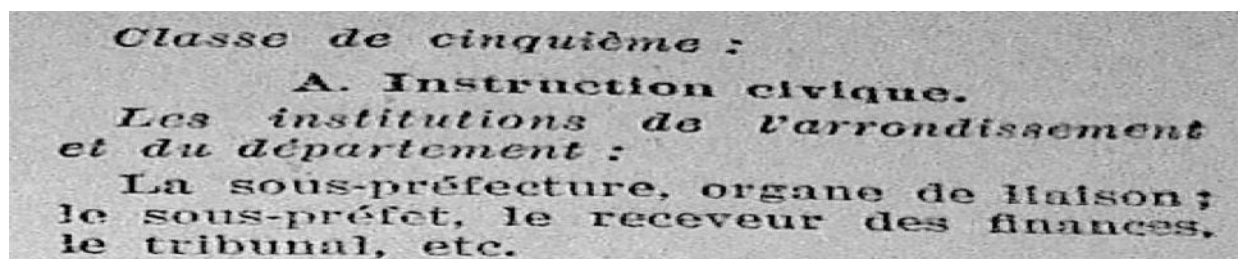 Classe de cinquième :
A. Instruction civique.
Les institutions de l'arrondissement
et du département :
La sous-préfecture, organe de liaison ;
le sous-préfet, le receveur des finances,
le tribunal, etc.